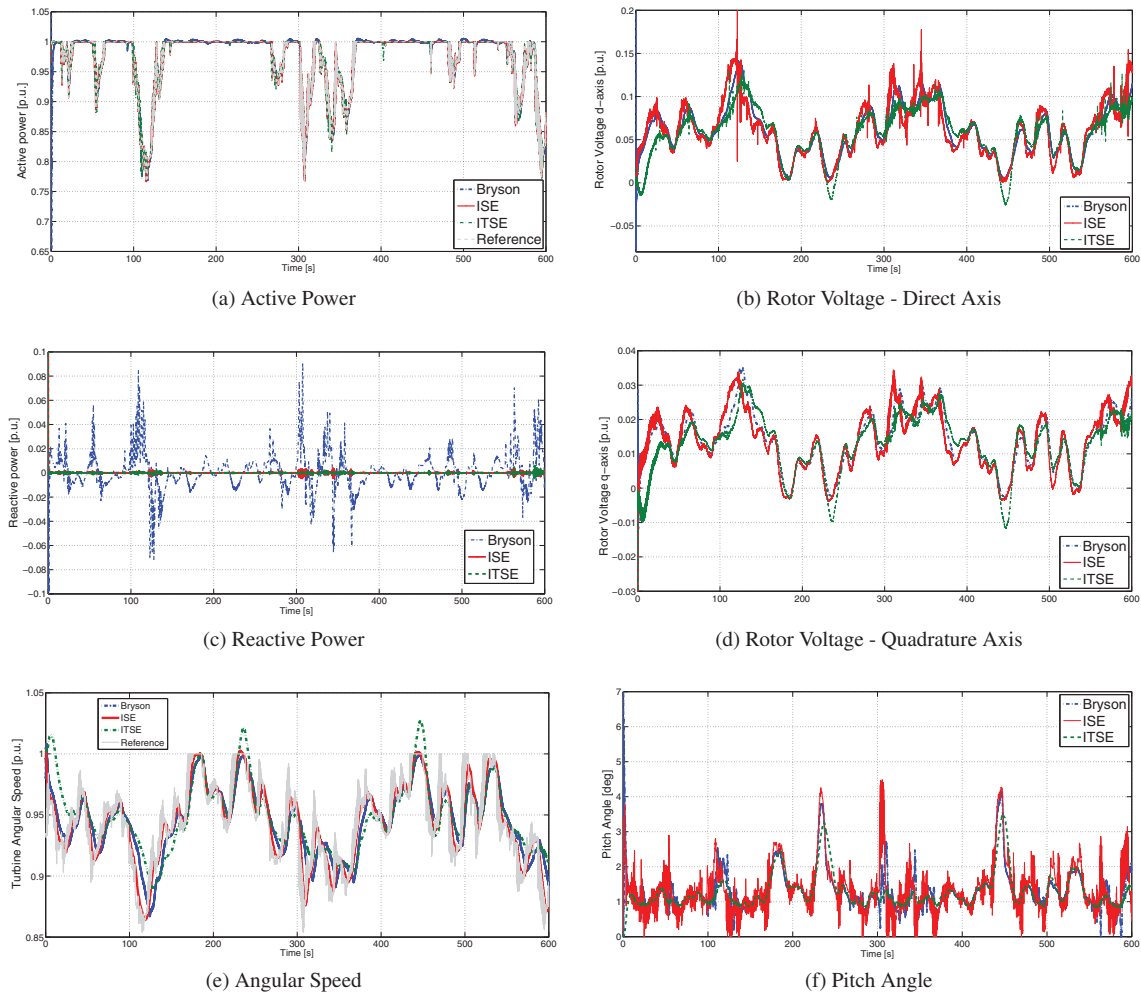 1.05
1
0.95
0.9
0.85
0.8
0.75
0.7
0.65
Active power [p.u.]
0 100 200 300 400 500 600
Time [s]
Bryson
ISE
ITSE
Reference
(a) Active Power
0.2
0.15
0.1
0.05
0
−0.05
Rotor Voltage d−axis [p.u.]
0 100 200 300 400 500 600
Time [s]
Bryson
ISE
ITSE
(b) Rotor Voltage - Direct Axis
0.1
0.08
0.06
0.04
0.02
0
−0.02
−0.04
−0.06
−0.08
−0.1
Reactive power [p.u.]
0 100 200 300 400 500 600
Time [s]
Bryson
ISE
ITSE
(c) Reactive Power
0.04
0.03
0.02
0.01
0
−0.01
−0.02
−0.03
Rotor Voltage q−axis [p.u.]
0 100 200 300 400 500 600
Time [s]
Bryson
ISE
ITSE
(d) Rotor Voltage - Quadrature Axis
1.05
1
0.95
0.9
0.85
Turbine Angular Speed [p.u.]
0 100 200 300 400 500 600
Time [s]
Bryson
ISE
ITSE
Reference
(e) Angular Speed
7
6
5
4
3
2
1
0
Pitch Angle [deg]
0 100 200 300 400 500 600
Time [s]
Bryson
ISE
ITSE
(f) Pitch Angle